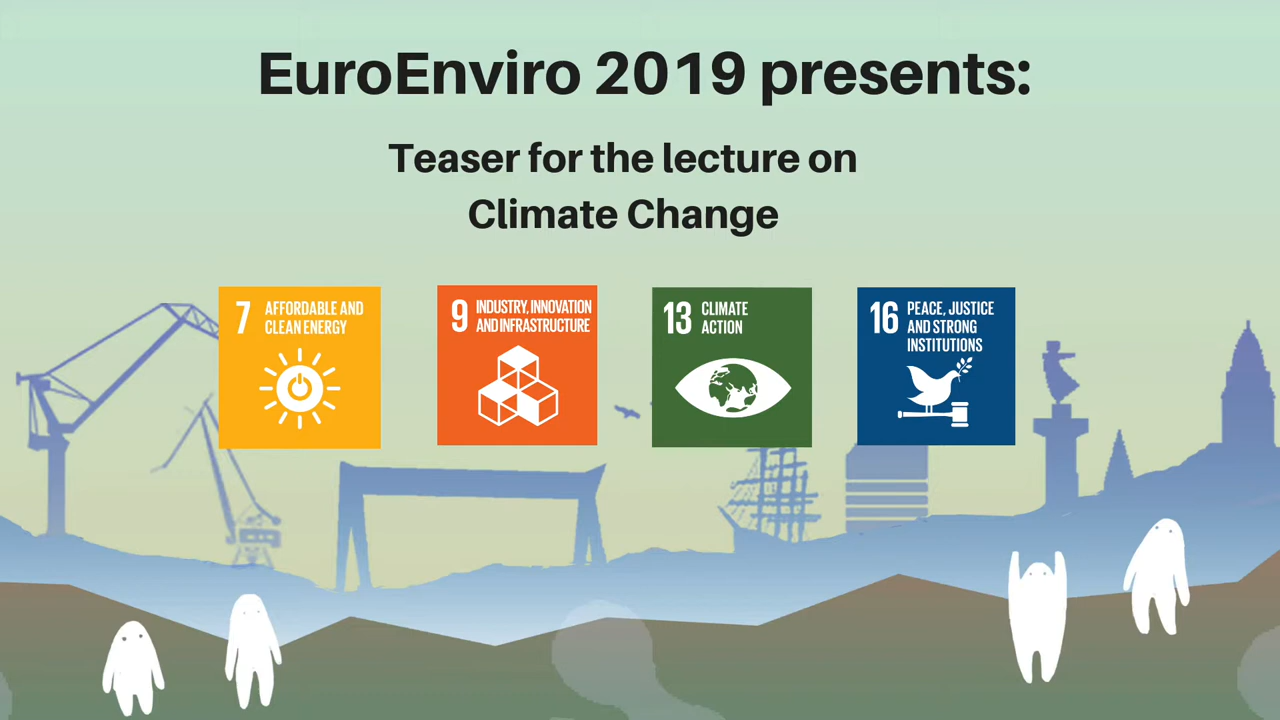 EuroEnviro 2019 presents:
Teaser for the lecture on
Climate Change
7 AFFORDABLE AND
CLEAN ENERGY
9 INDUSTRY, INNOVATION
AND INFRASTRUCTURE
13 CLIMATE
ACTION
16 PEACE, JUSTICE
AND STRONG
INSTITUTIONS